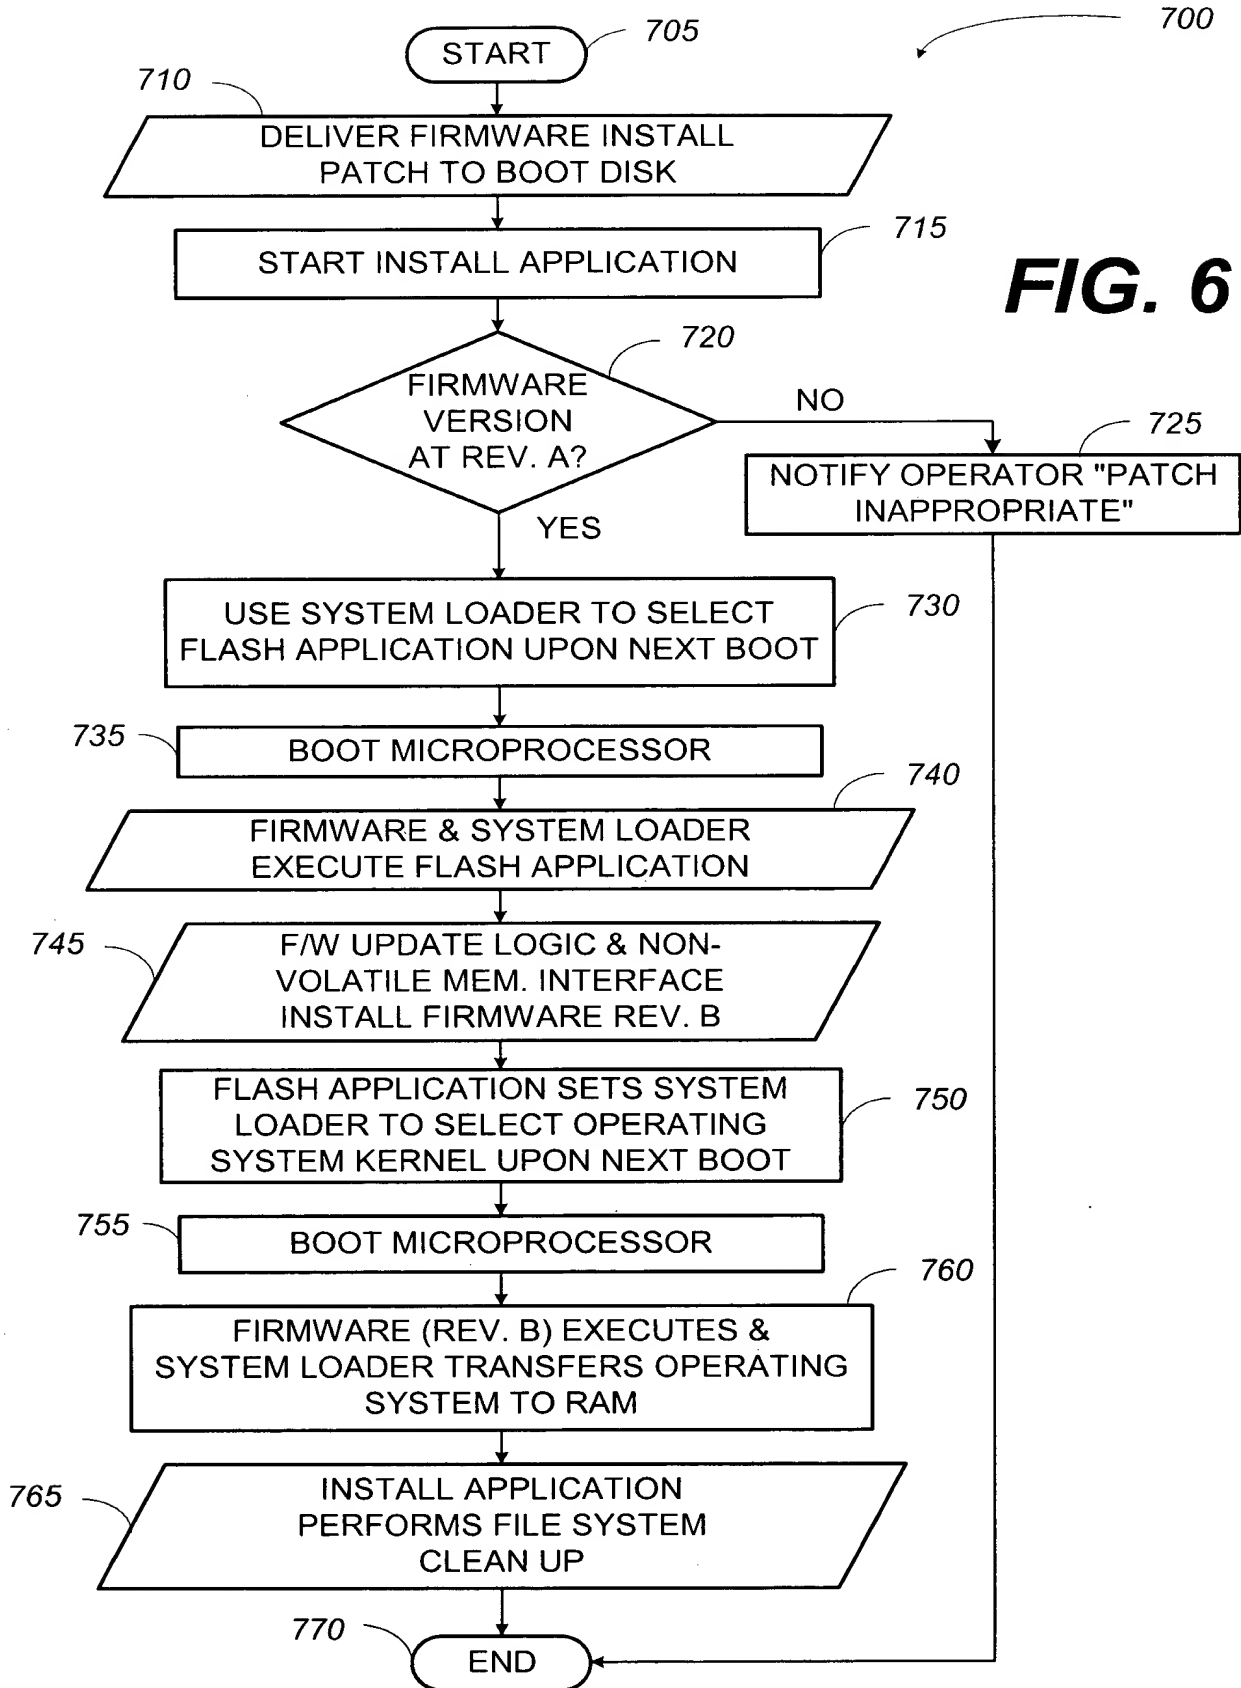 700
START
705
710
DELIVER FIRMWARE INSTALL
PATCH TO BOOT DISK
715
START INSTALL APPLICATION
FIG. 6
720
FIRMWARE
VERSION
AT REV. A?
NO
725
NOTIFY OPERATOR "PATCH
INAPPROPRIATE"
YES
730
USE SYSTEM LOADER TO SELECT
FLASH APPLICATION UPON NEXT BOOT
735
BOOT MICROPROCESSOR
740
FIRMWARE & SYSTEM LOADER
EXECUTE FLASH APPLICATION
745
F/W UPDATE LOGIC & NON-
VOLATILE MEM. INTERFACE
INSTALL FIRMWARE REV. B
750
FLASH APPLICATION SETS SYSTEM
LOADER TO SELECT OPERATING
SYSTEM KERNEL UPON NEXT BOOT
755
BOOT MICROPROCESSOR
760
FIRMWARE (REV. B) EXECUTES &
SYSTEM LOADER TRANSFERS OPERATING
SYSTEM TO RAM
765
INSTALL APPLICATION
PERFORMS FILE SYSTEM
CLEAN UP
770
END